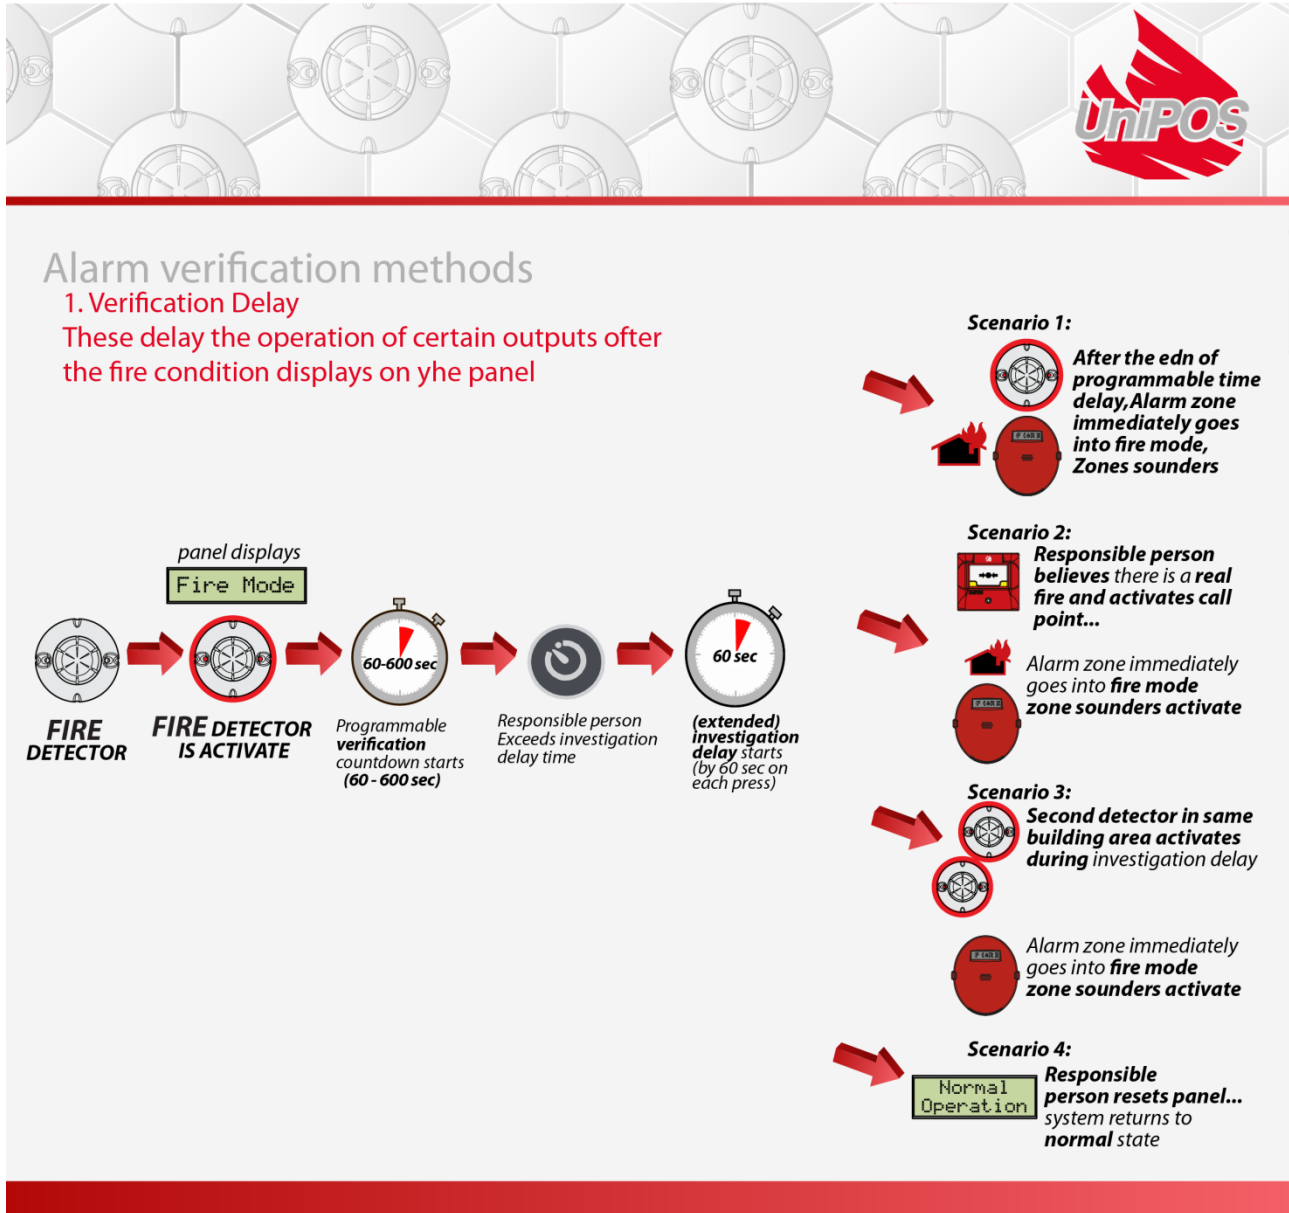 UniPOS
Alarm verification methods
1. Verification Delay
These delay the operation of certain outputs ofter
the fire condition displays on yhe panel
panel displays
Fire Mode
FIRE
DETECTOR
FIRE DETECTOR
IS ACTIVATE
60-600 sec
Programmable
verification
countdown starts
(60 - 600 sec)
Responsible person
Exceeds investigation
delay time
60 sec
(extended)
investigation
delay starts
(by 60 sec on
each press)
Scenario 1:
After the edn of
programmable time
delay,Alarm zone
immediately goes
into fire mode,
Zones sounders
Scenario 2:
Responsible person
believes there is a real
fire and activates call
point...
Alarm zone immediately
goes into fire mode
zone sounders activate
Scenario 3:
Second detector in same
building area activates
during investigation delay
Alarm zone immediately
goes into fire mode
zone sounders activate
Scenario 4:
Normal
Operation
Responsible
person resets panel...
system returns to
normal state